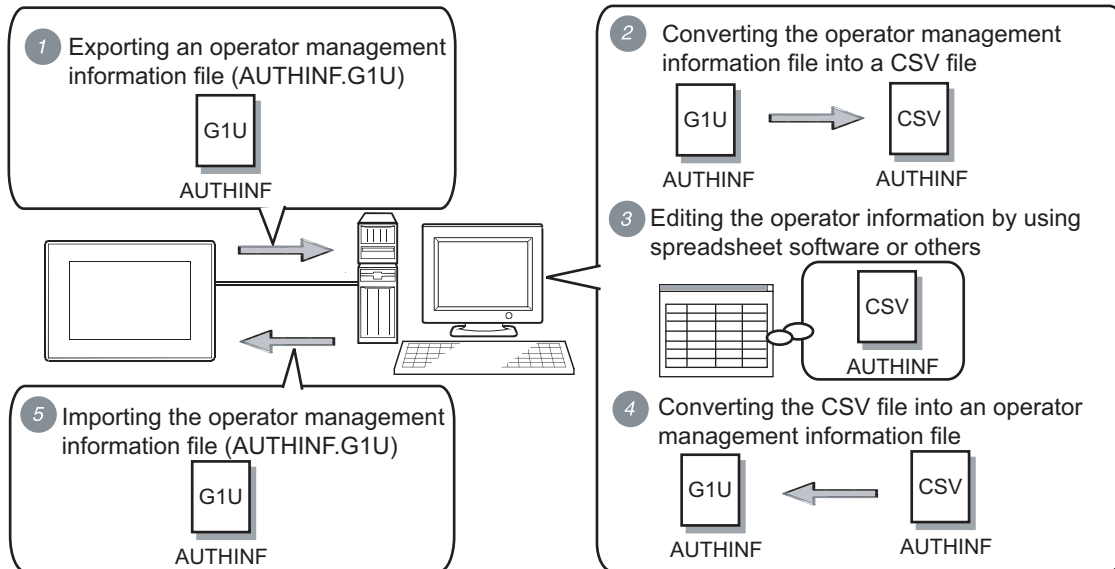 1 Exporting an operator management
information file (AUTHINF.G1U)
G1U
AUTHINF
2 Converting the operator management
information file into a CSV file
G1U
CSV
AUTHINF
AUTHINF
3 Editing the operator information by using
spreadsheet software or others
CSV
AUTHINF
4 Converting the CSV file into an operator
management information file
G1U
CSV
AUTHINF
AUTHINF
5 Importing the operator management
information file (AUTHINF.G1U)
G1U
AUTHINF